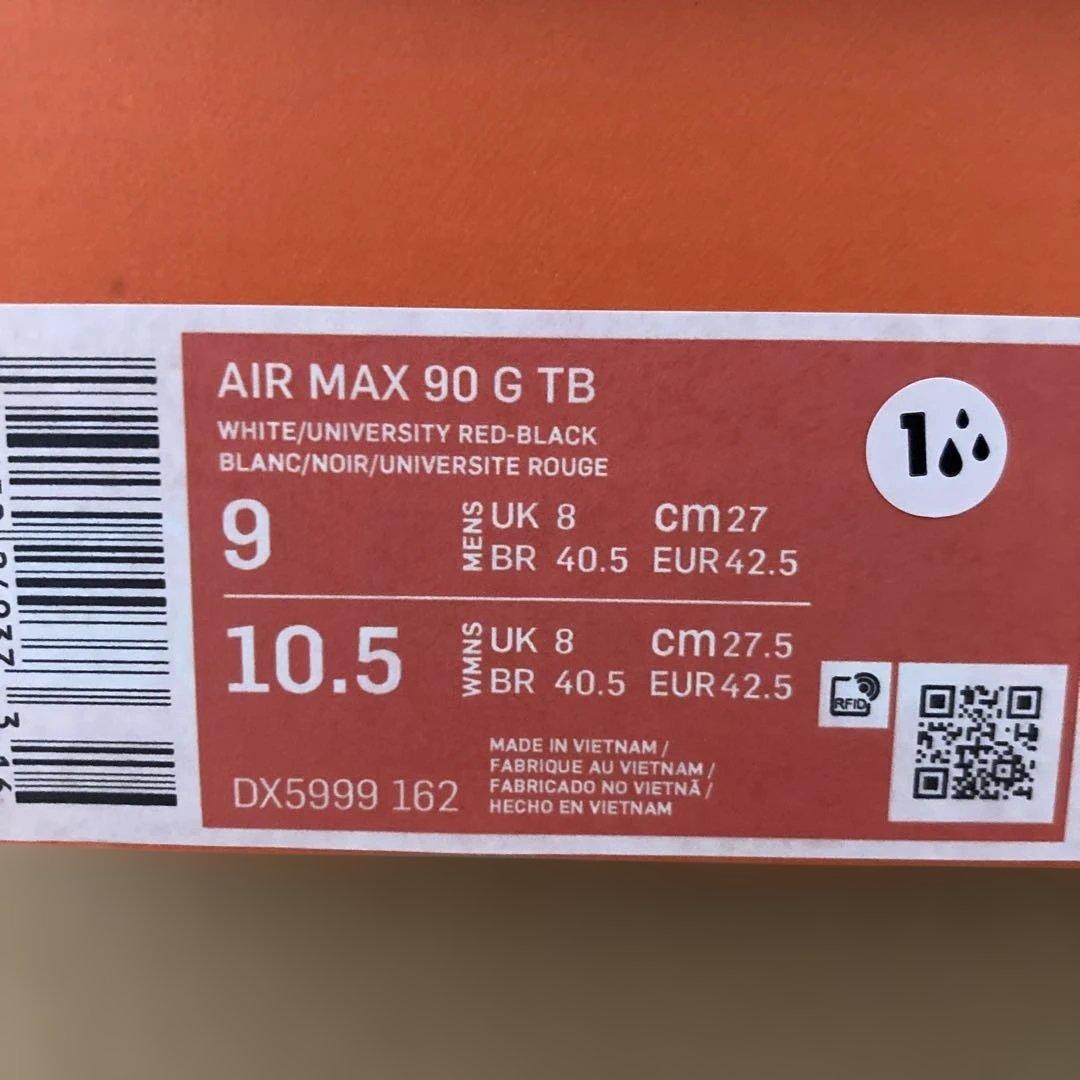 AIR MAX 90 G TB
WHITE/UNIVERSITY RED-BLACK
BLANC/NOIR/UNIVERSITE ROUGE
9 MENS UK 8 cm 27
BR 40.5 EUR 42.5
10.5 WMNS UK 8 cm 27.5
BR 40.5 EUR 42.5
MADE IN VIETNAM /
FABRIQUE AU VIETNAM /
FABRICADO NO VIETNÃ /
HECHO EN VIETNAM
DX5999 162
1
RFID